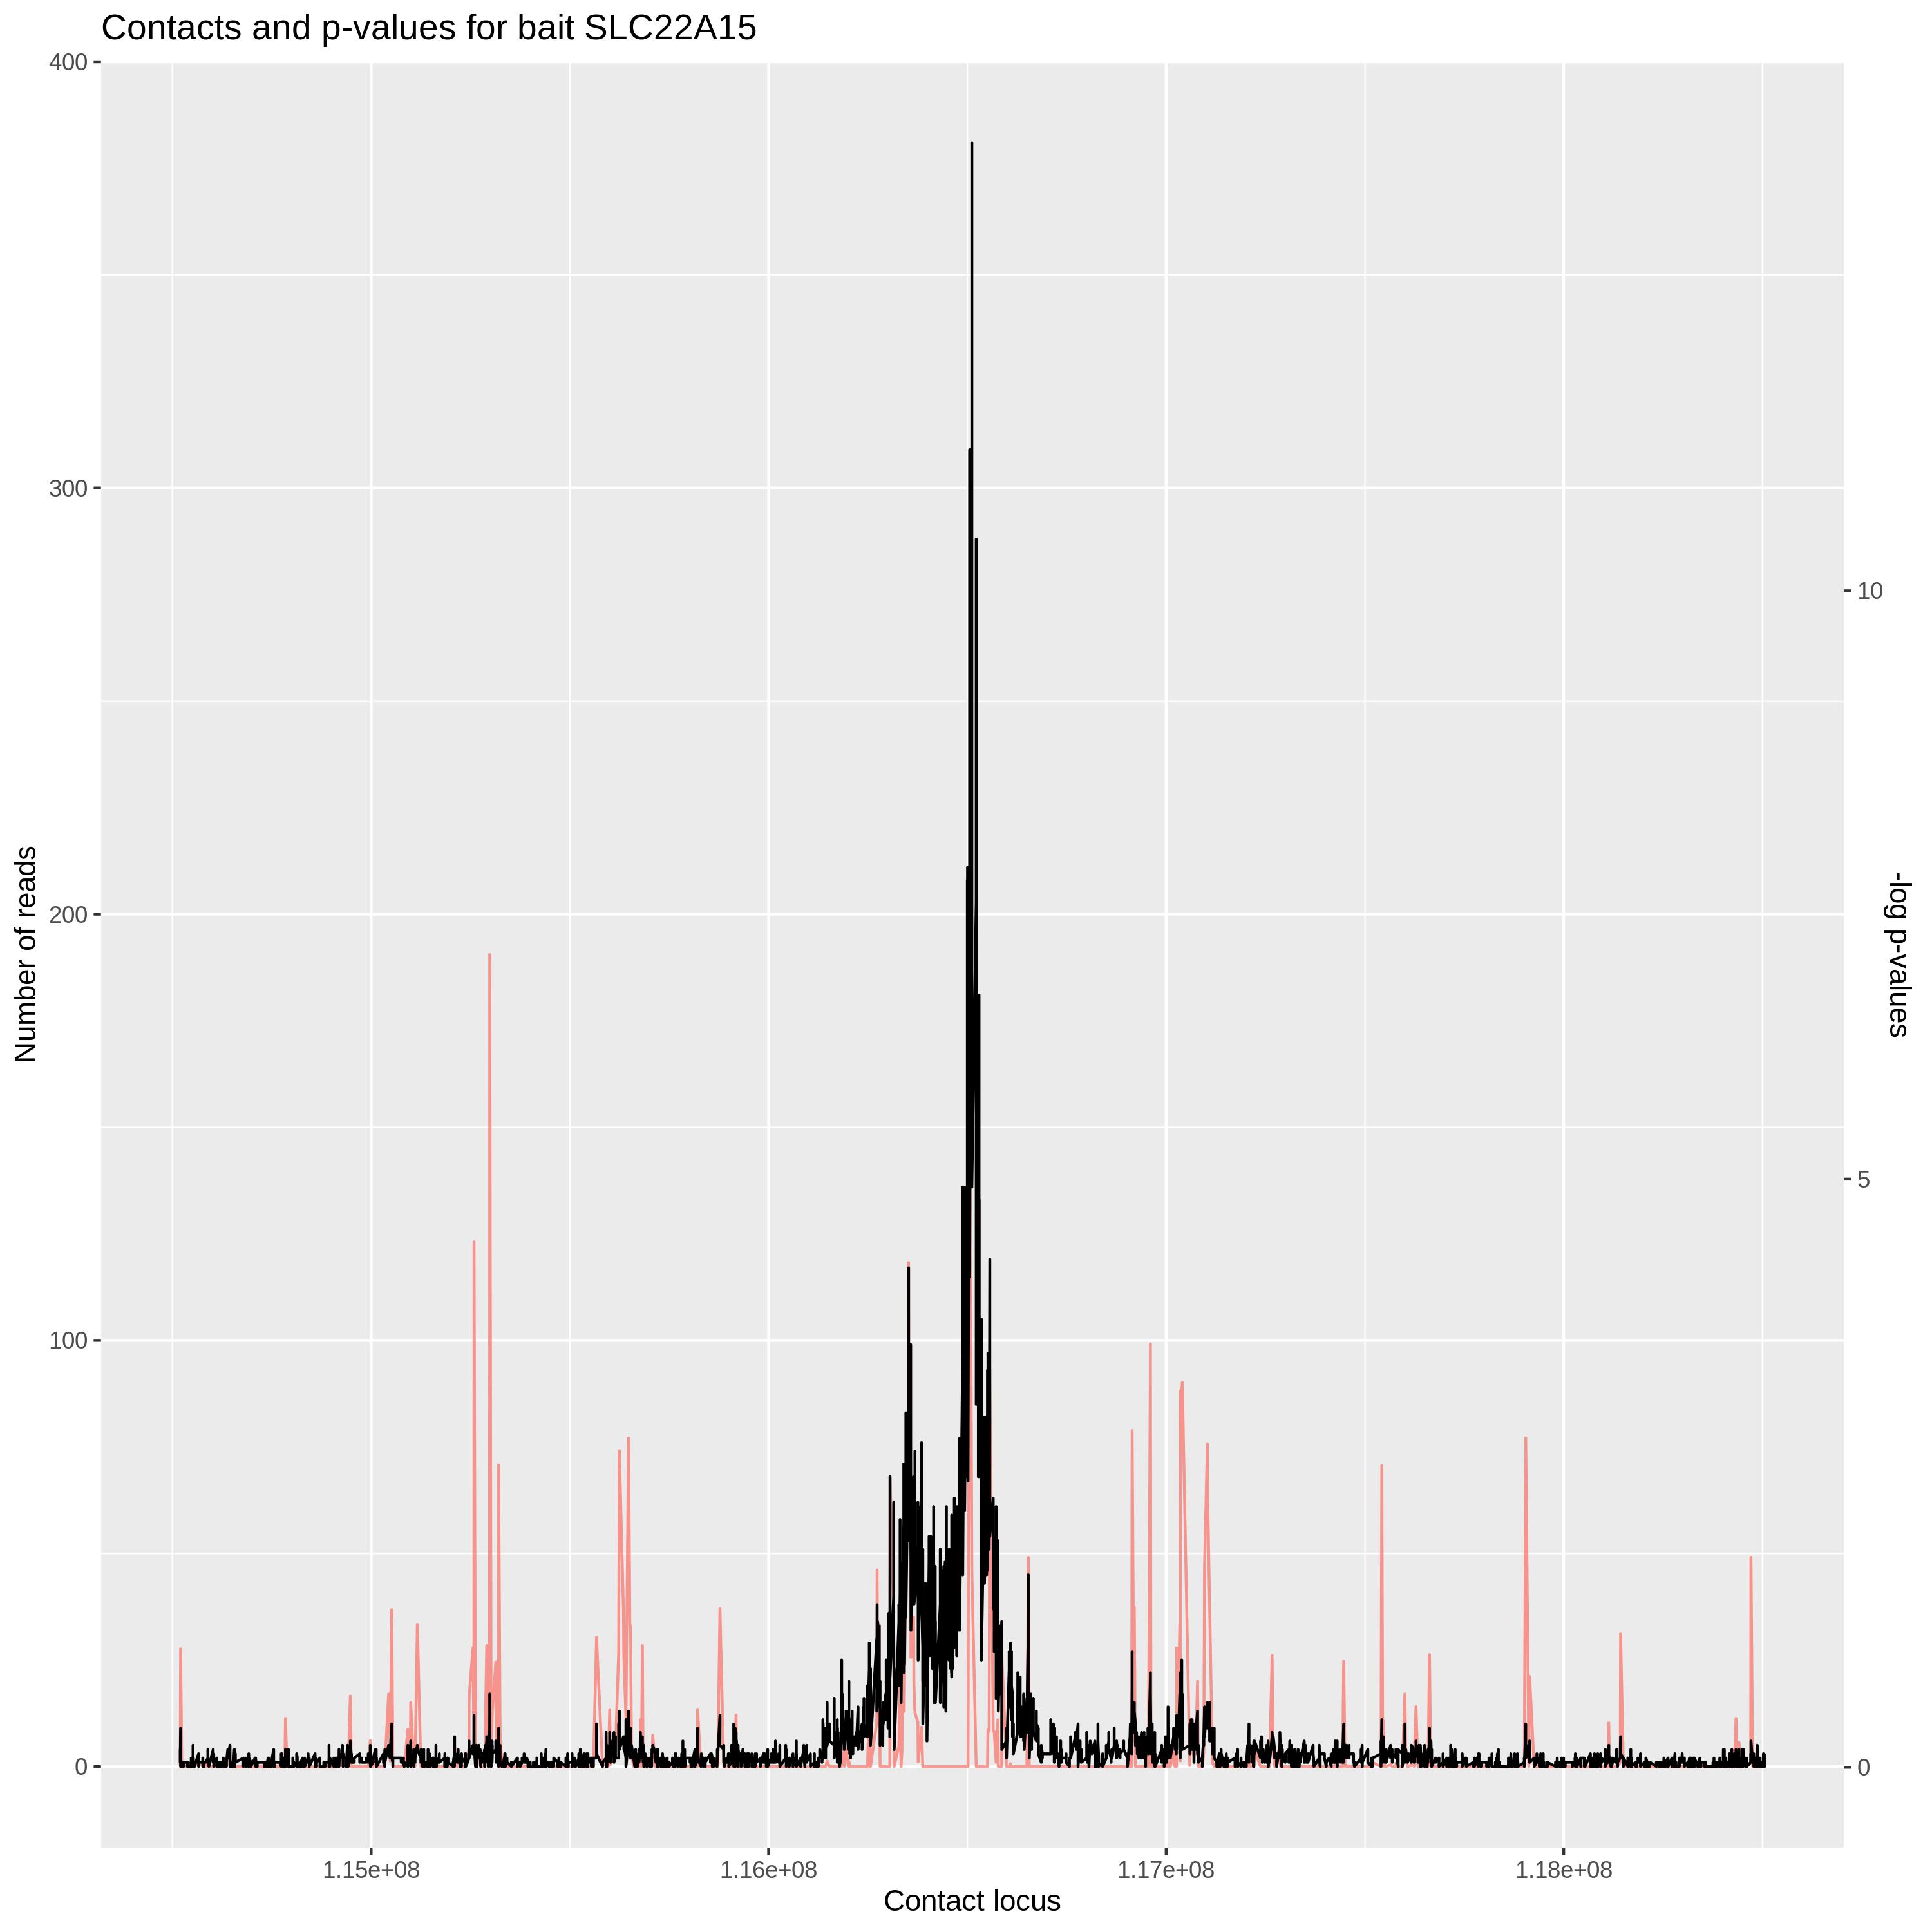 Contacts and p-values for bait SLC22A15
400
300
200
100
0
Number of reads
10
5
0
-log p-values
1.15e+08
1.16e+08
1.17e+08
1.18e+08
Contact locus